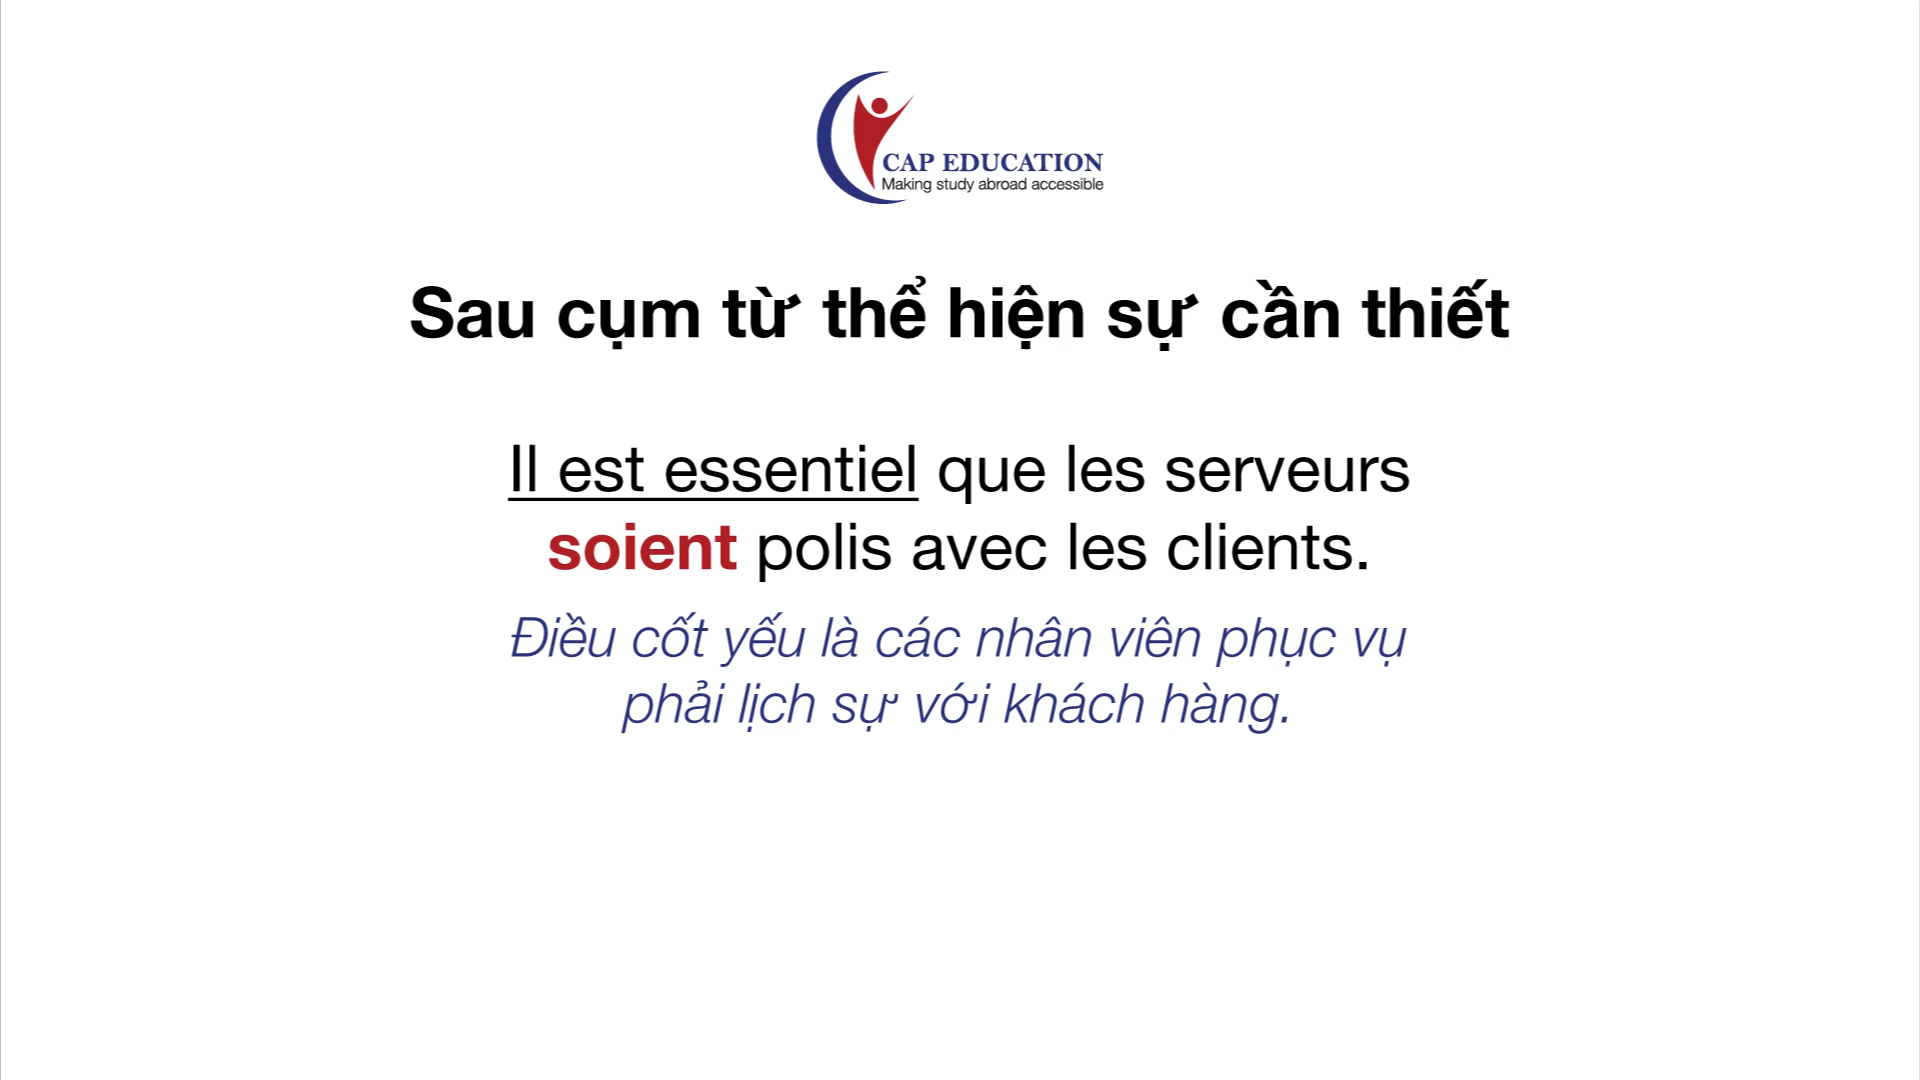 CAP EDUCATION
Making study abroad accessible
Sau cụm từ thể hiện sự cần thiết
Il est essentiel que les serveurs
soient polis avec les clients.
Điều cốt yếu là các nhân viên phục vụ
phải lịch sự với khách hàng.